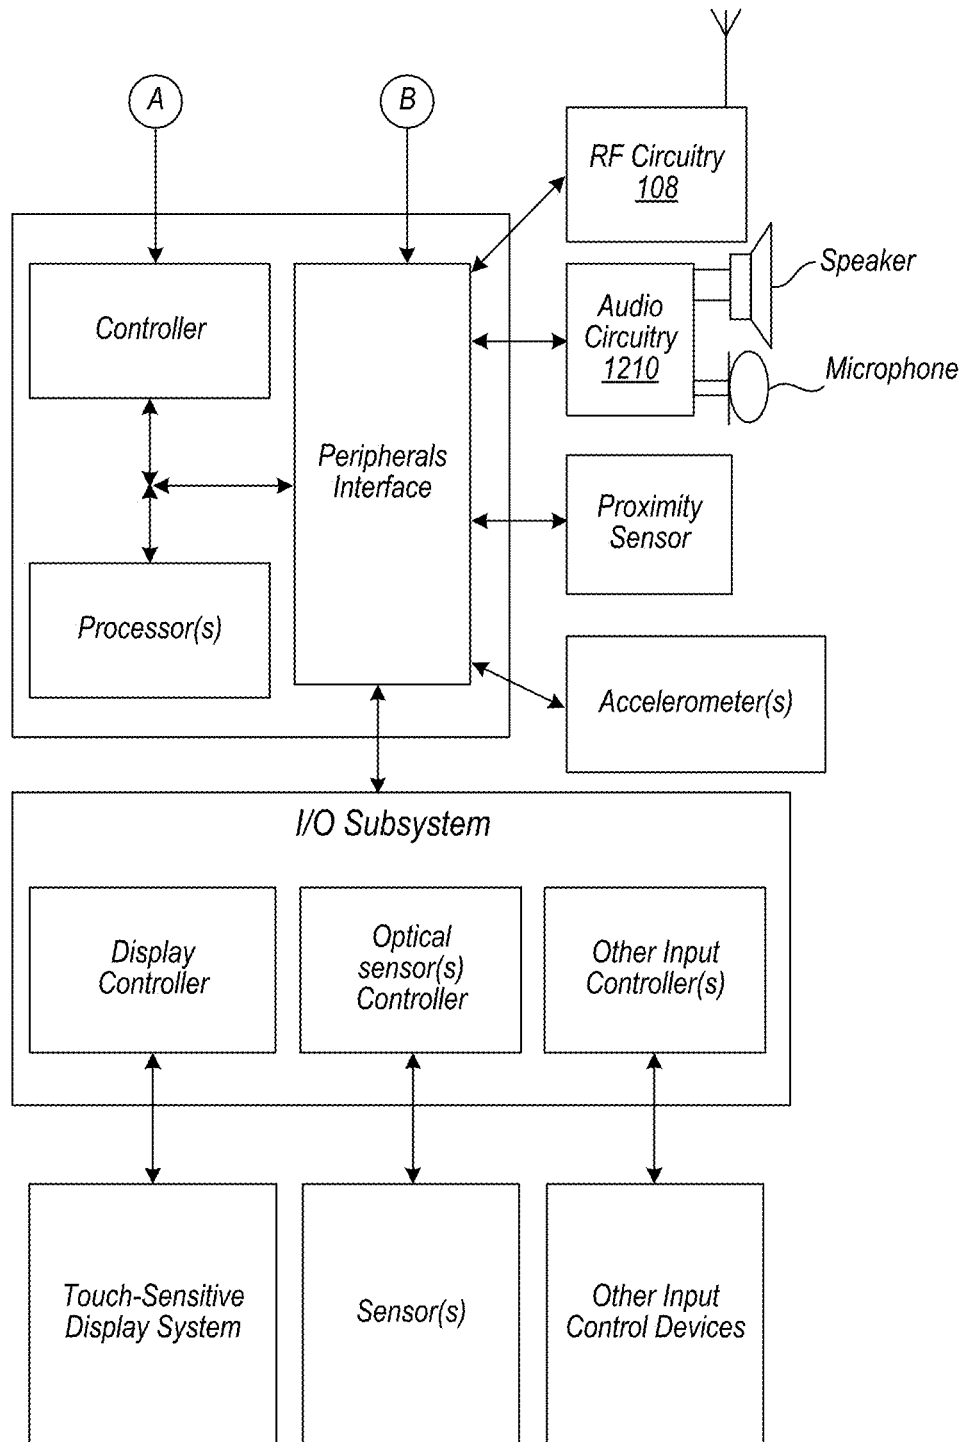 A
B
RF Circuitry
108
Speaker
Audio
Circuitry
1210
Microphone
Controller
Peripherals
Interface
Proximity
Sensor
Processor(s)
Accelerometer(s)
I/O Subsystem
Display
Controller
Optical
sensor(s)
Controller
Other Input
Controller(s)
Touch-Sensitive
Display System
Sensor(s)
Other Input
Control Devices